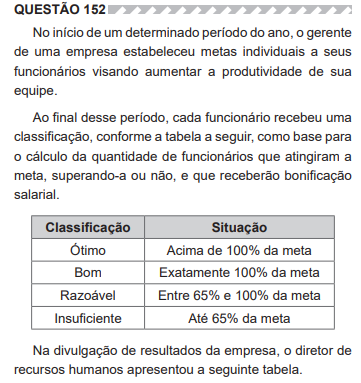 QUESTÃO 152
No início de um determinado período do ano, o gerente
de uma empresa estabeleceu metas individuais a seus
funcionários visando aumentar a produtividade de sua
equipe.
Ao final desse período, cada funcionário recebeu uma
classificação, conforme a tabela a seguir, como base para
o cálculo da quantidade de funcionários que atingiram a
meta, superando-a ou não, e que receberão bonificação
salarial.
Classificação Situação
Ótimo Acima de 100% da meta
Bom Exatamente 100% da meta
Razoável Entre 65% e 100% da meta
Insuficiente Até 65% da meta
Na divulgação de resultados da empresa, o diretor de
recursos humanos apresentou a seguinte tabela.